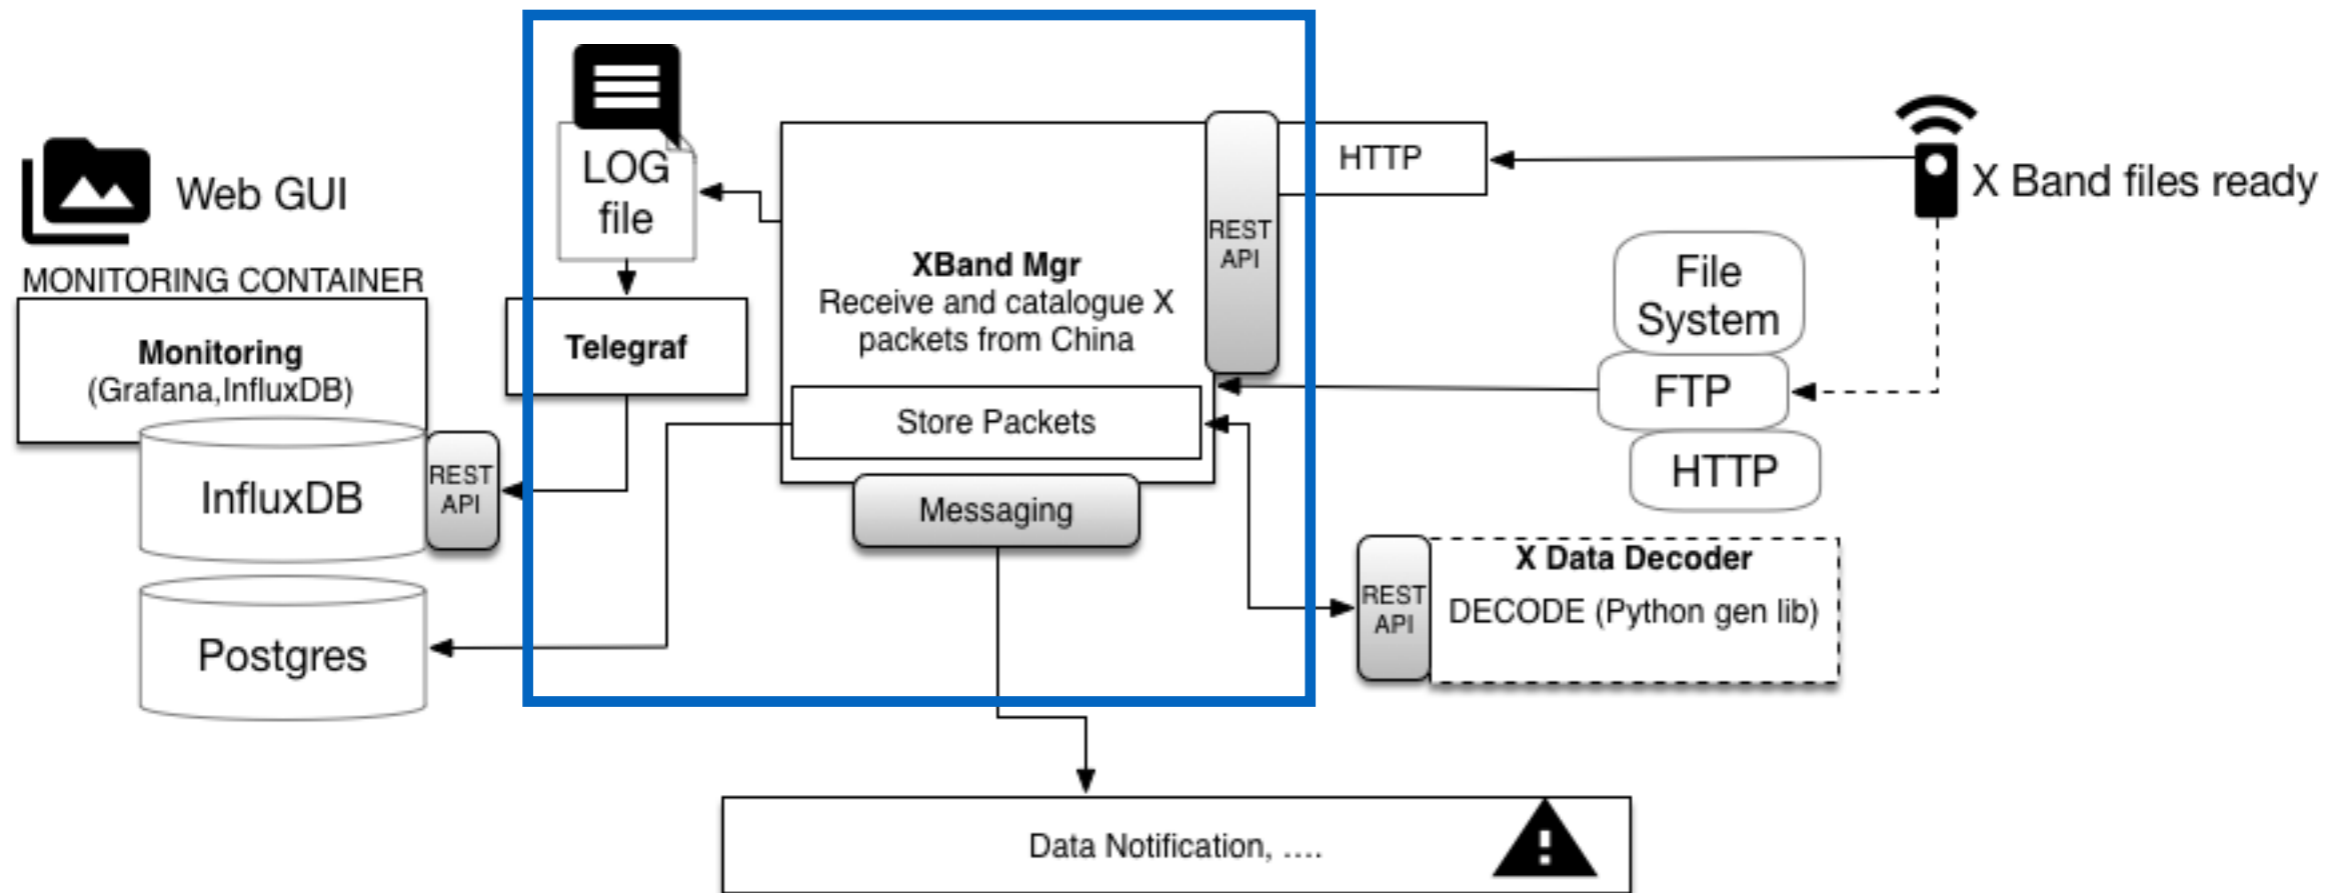 LOG
file
Web GUI
MONITORING CONTAINER
Monitoring
(Grafana,InfluxDB)
InfluxDB
REST
API
Postgres
Telegraf
XBand Mgr
Receive and catalogue X
packets from China
Store Packets
Messaging
REST
API
HTTP
X Band files ready
File
System
FTP
HTTP
REST
API
X Data Decoder
DECODE (Python gen lib)
Data Notification, ....